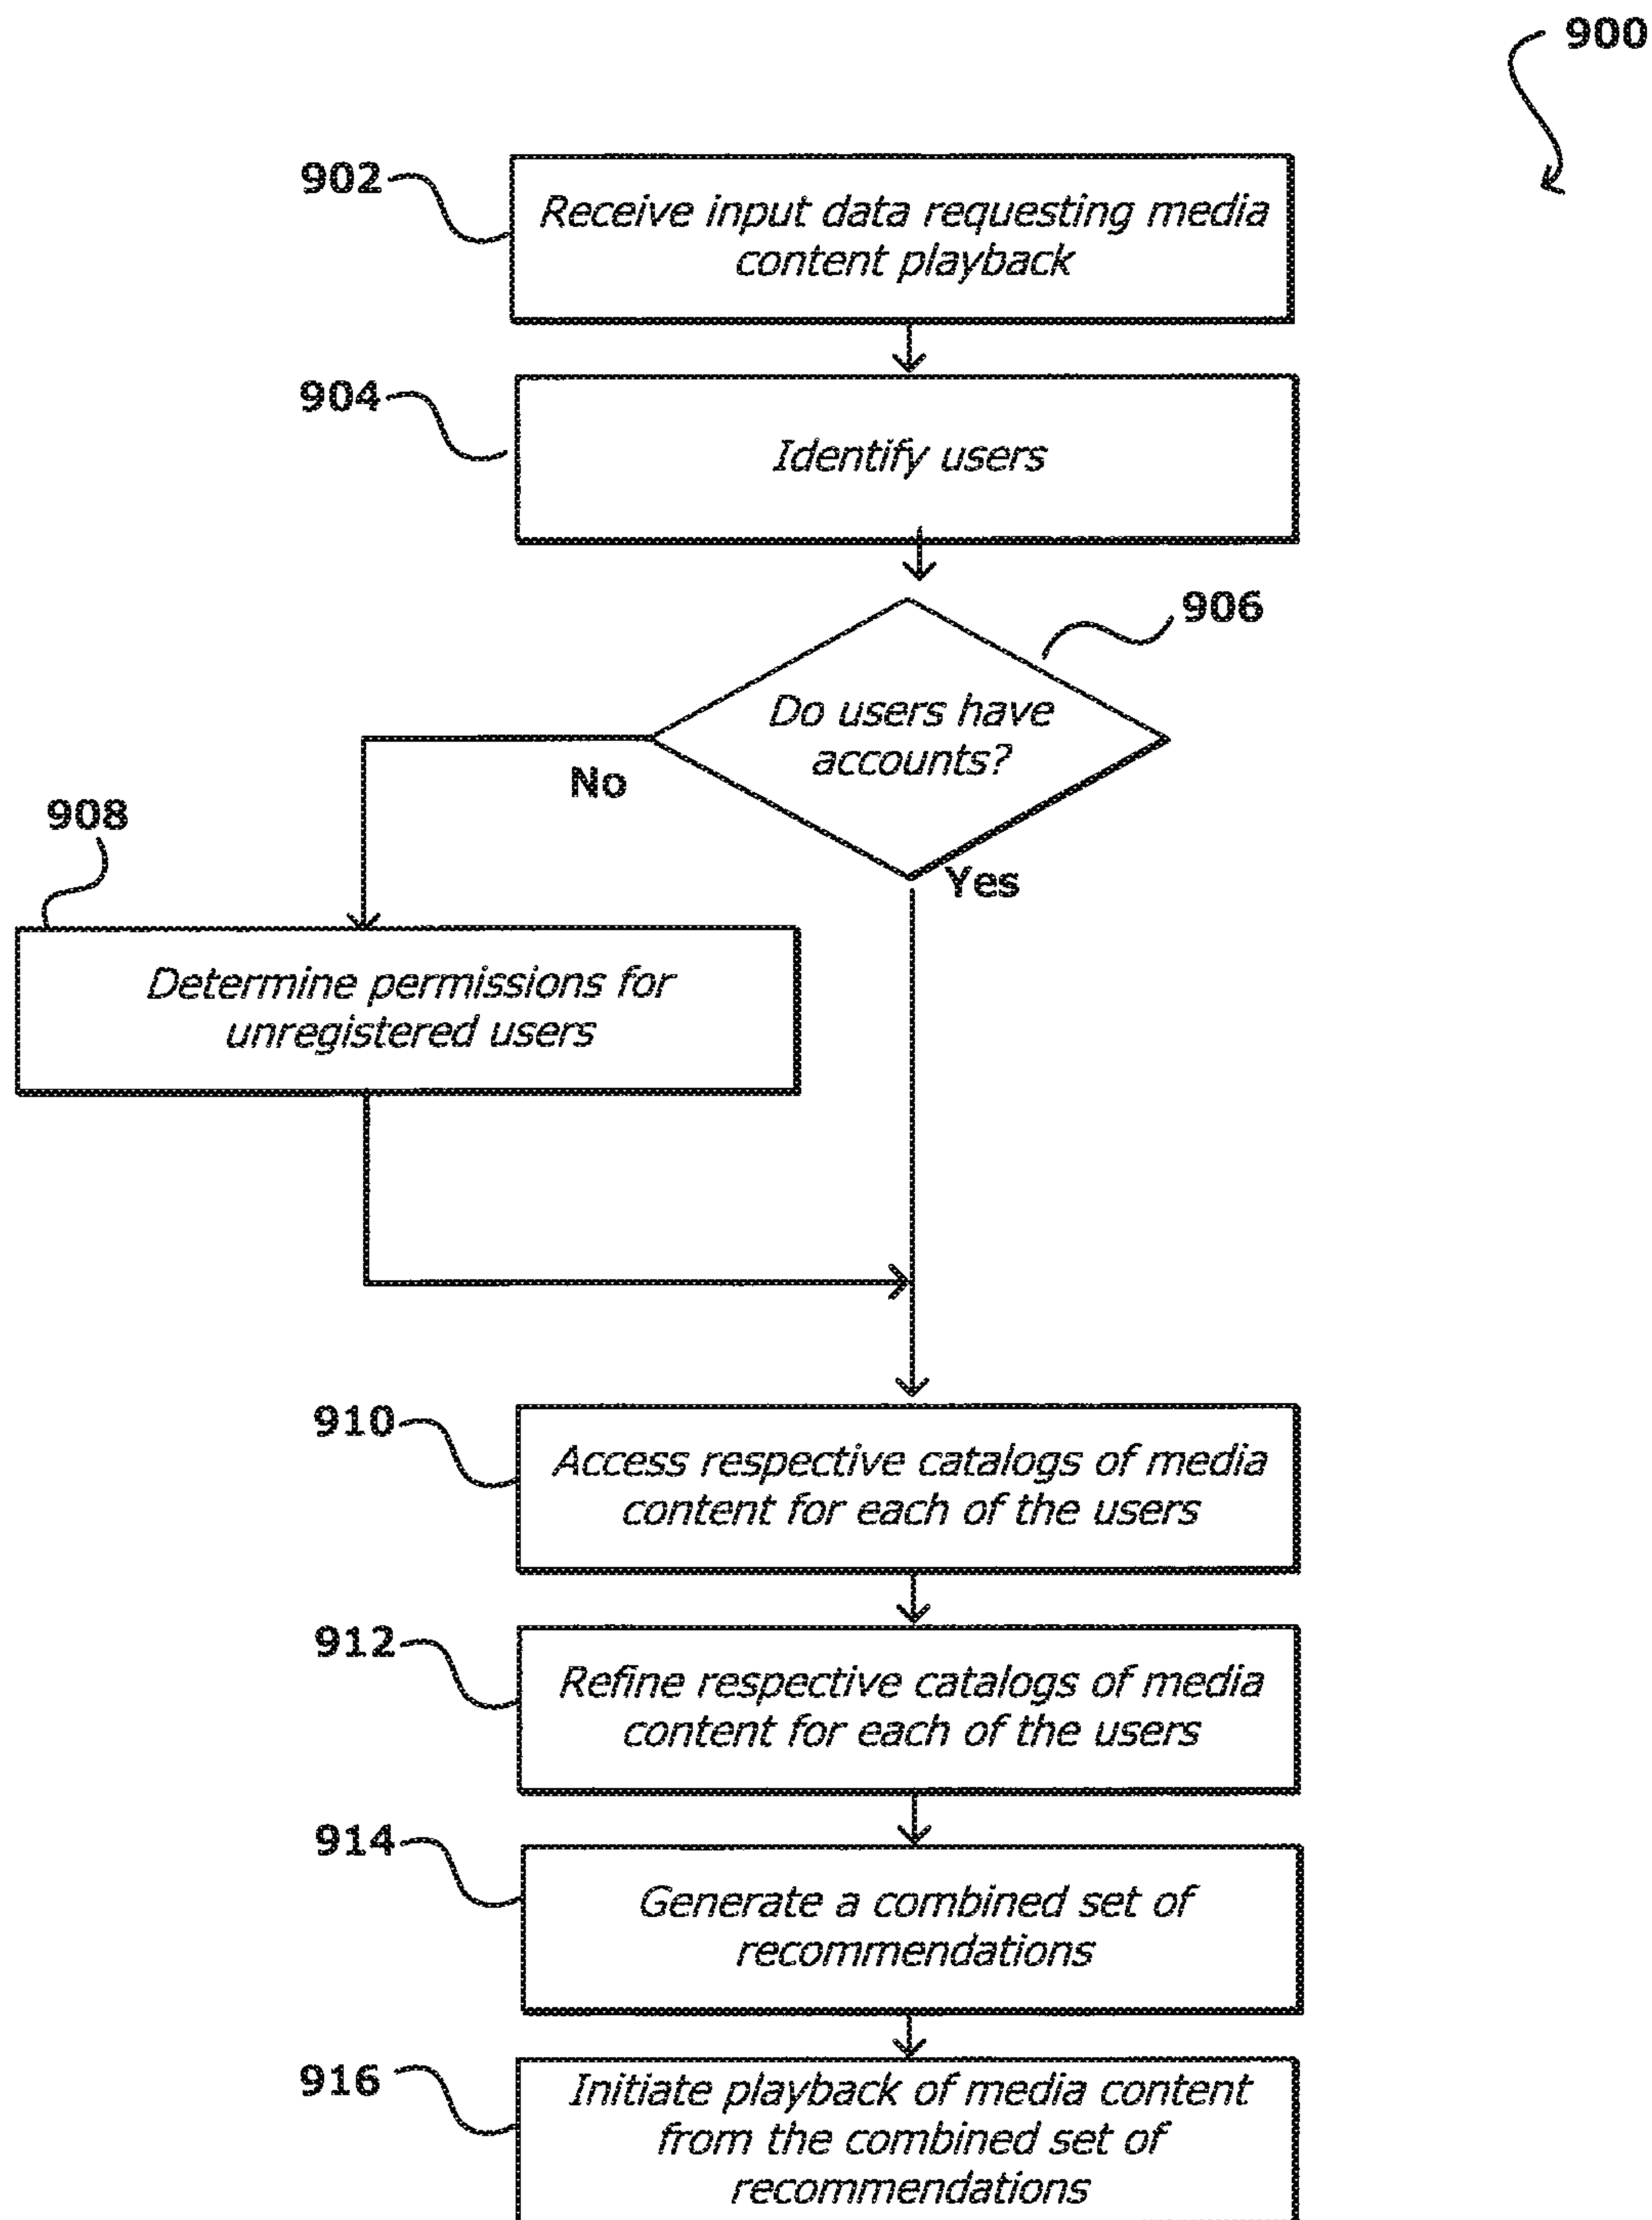 900
902
Receive input data requesting media
content playback
904
Identify users
906
Do users have
accounts?
No
Yes
908
Determine permissions for
unregistered users
910
Access respective catalogs of media
content for each of the users
912
Refine respective catalogs of media
content for each of the users
914
Generate a combined set of
recommendations
916
Initiate playback of media content
from the combined set of
recommendations